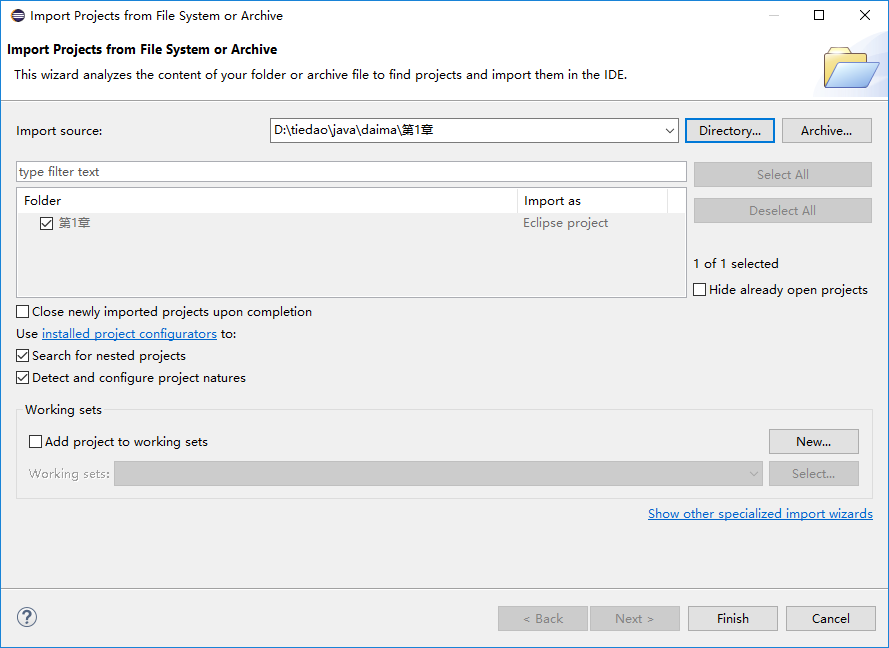 Import Projects from File System or Archive
Import Projects from File System or Archive
This wizard analyzes the content of your folder or archive file to find projects and import them in the IDE.
Import source: D:\tiedao\java\daima\第1章 Directory... Archive...
type filter text Select All
Folder Import as Deselect All
第1章 Eclipse project
1 of 1 selected
Hide already open projects
Close newly imported projects upon completion
Use installed project configurators to:
Search for nested projects
Detect and configure project natures
Working sets
Add project to working sets New...
Working sets: Select...
Show other specialized import wizards
? < Back Next > Finish Cancel